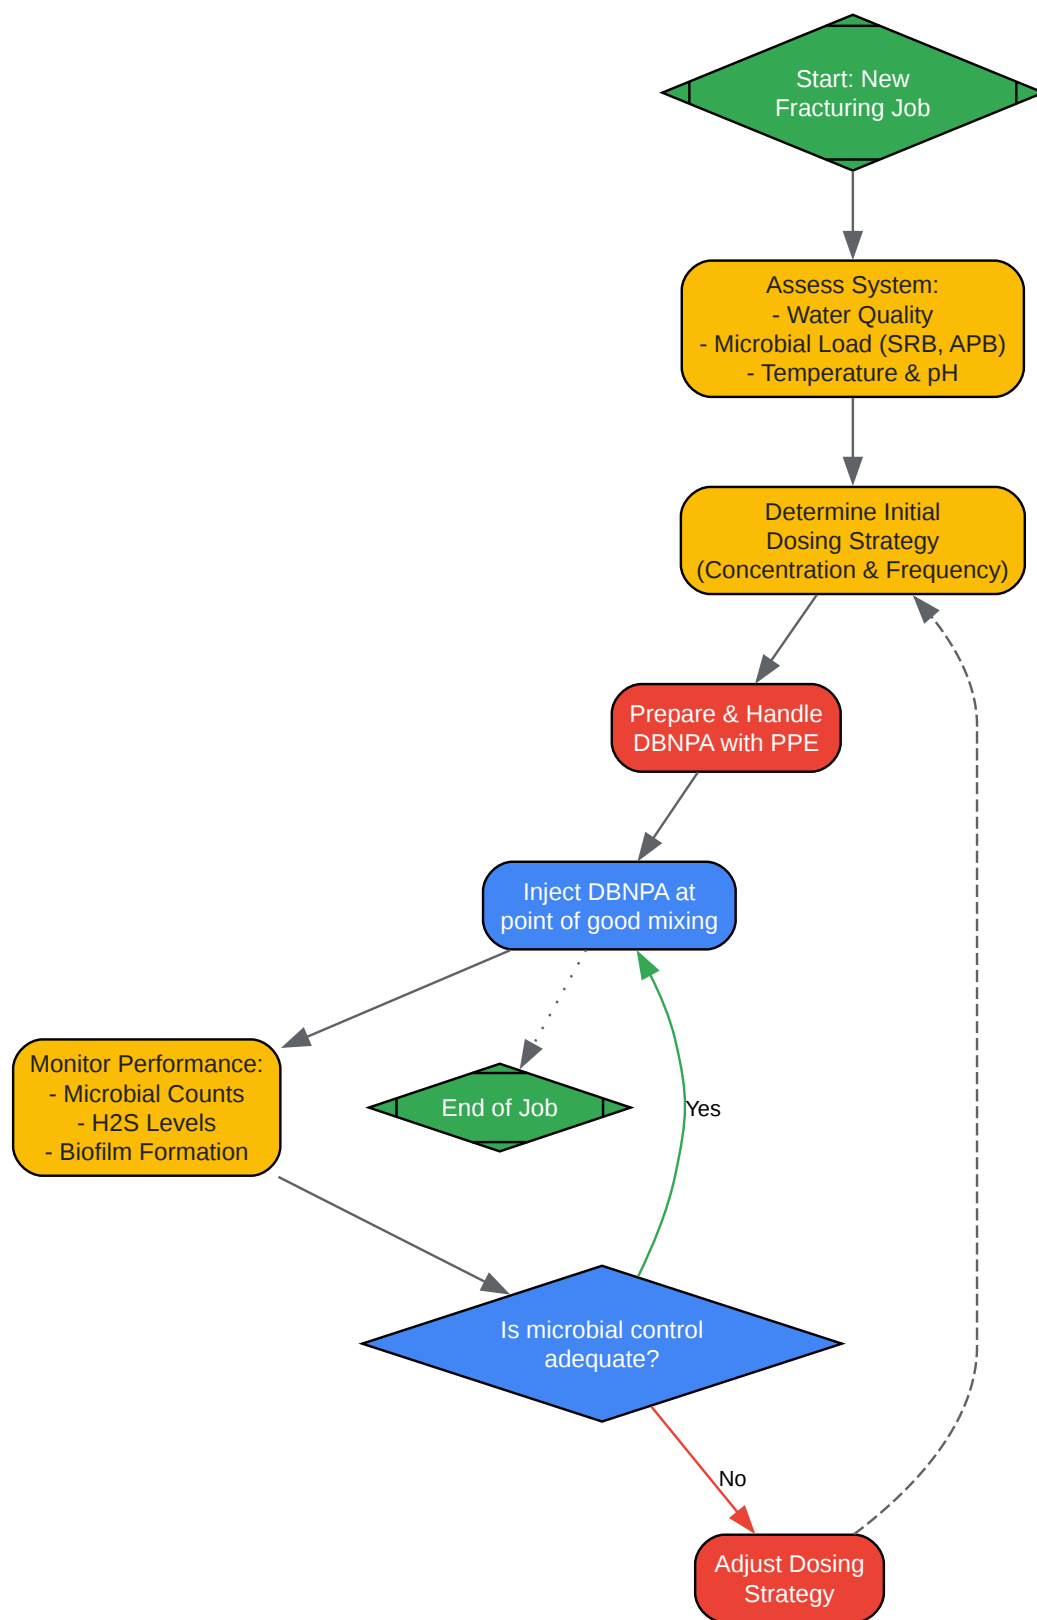 Start: New
Fracturing Job
Assess System:
- Water Quality
- Microbial Load (SRB, APB)
- Temperature & pH
Determine Initial
Dosing Strategy
(Concentration & Frequency)
Prepare & Handle
DBNPA with PPE
Inject DBNPA at
point of good mixing
Monitor Performance:
- Microbial Counts
- H2S Levels
- Biofilm Formation
End of Job
Yes
Is microbial control
adequate?
No
Adjust Dosing
Strategy